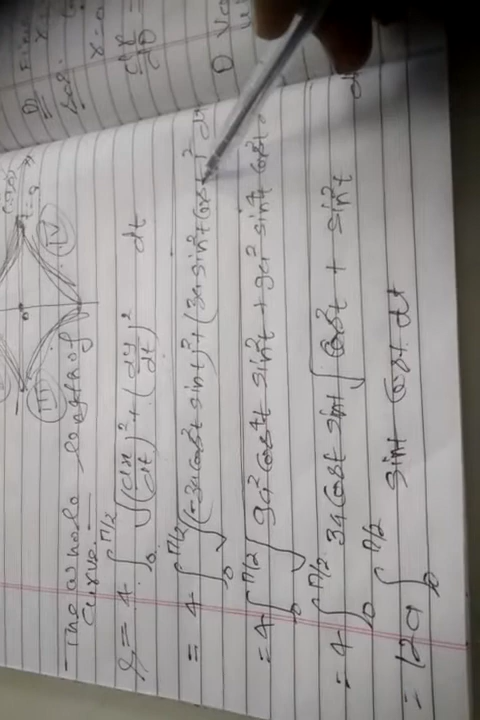 The whole length of
curve: —
S = 4 ∫₀^{π/2} √((dx/dt)² + (dy/dt)²) dt
= 4 ∫₀^{π/2} √((-3a cos²t sint)² + (3a sin²t cost)²) dt
= 4 ∫₀^{π/2} √(9a² cos⁴t sin²t + 9a² sin⁴t cos²t
= 4 ∫₀^{π/2} 3a cost sint √(cos²t + sin²t) dt
= 12a ∫₀^{π/2} sint cost dt
III
IV